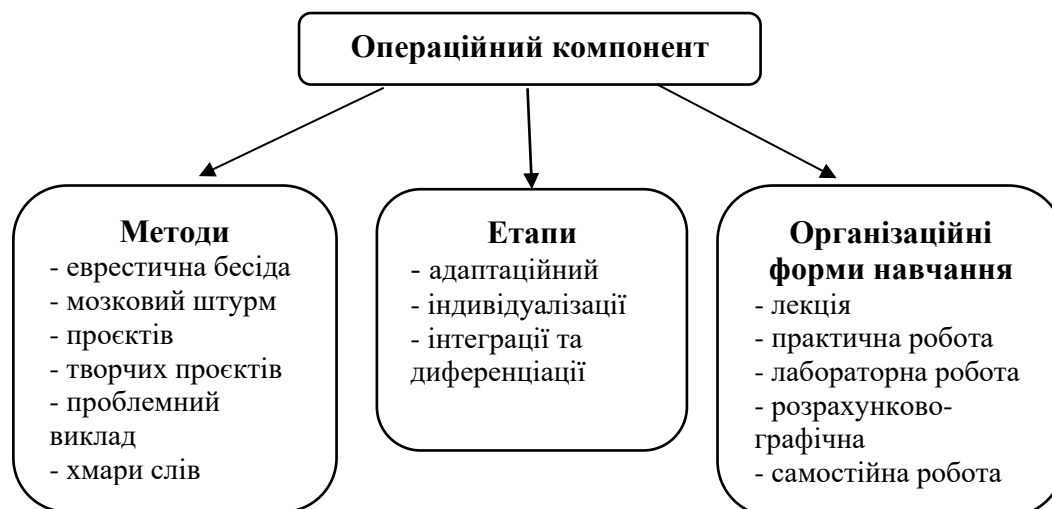 Операційний компонент
Методи
- еврестична бесіда
- мозковий штурм
- проєктів
- творчих проєктів
- проблемний
виклад
- хмари слів
Етапи
- адаптаційний
- індивідуалізації
- інтеграції та
диференціації
Організаційні
форми навчання
- лекція
- практична робота
- лабораторна робота
- розрахунково-
графічна
- самостійна робота